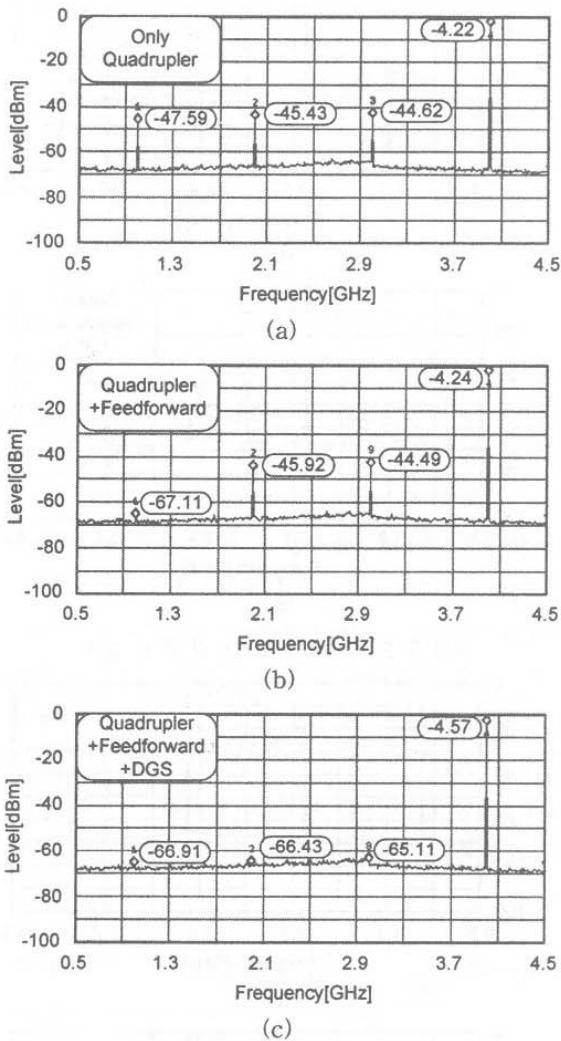 Only
Quadrupler
Level[dBm]
0
-20
-40
-60
-80
-100
1
-47.59
2
-45.43
3
-44.62
-4.22
0.5 1.3 2.1 2.9 3.7 4.5
Frequency[GHz]
(a)
Quadrupler
+Feedforward
Level[dBm]
0
-20
-40
-60
-80
-100
-67.11
2
-45.92
-44.49
-4.24
0.5 1.3 2.1 2.9 3.7 4.5
Frequency[GHz]
(b)
Quadrupler
+Feedforward
+DGS
Level[dBm]
0
-20
-40
-60
-80
-100
-66.91
-66.43
-65.11
-4.57
0.5 1.3 2.1 2.9 3.7 4.5
Frequency[GHz]
(c)